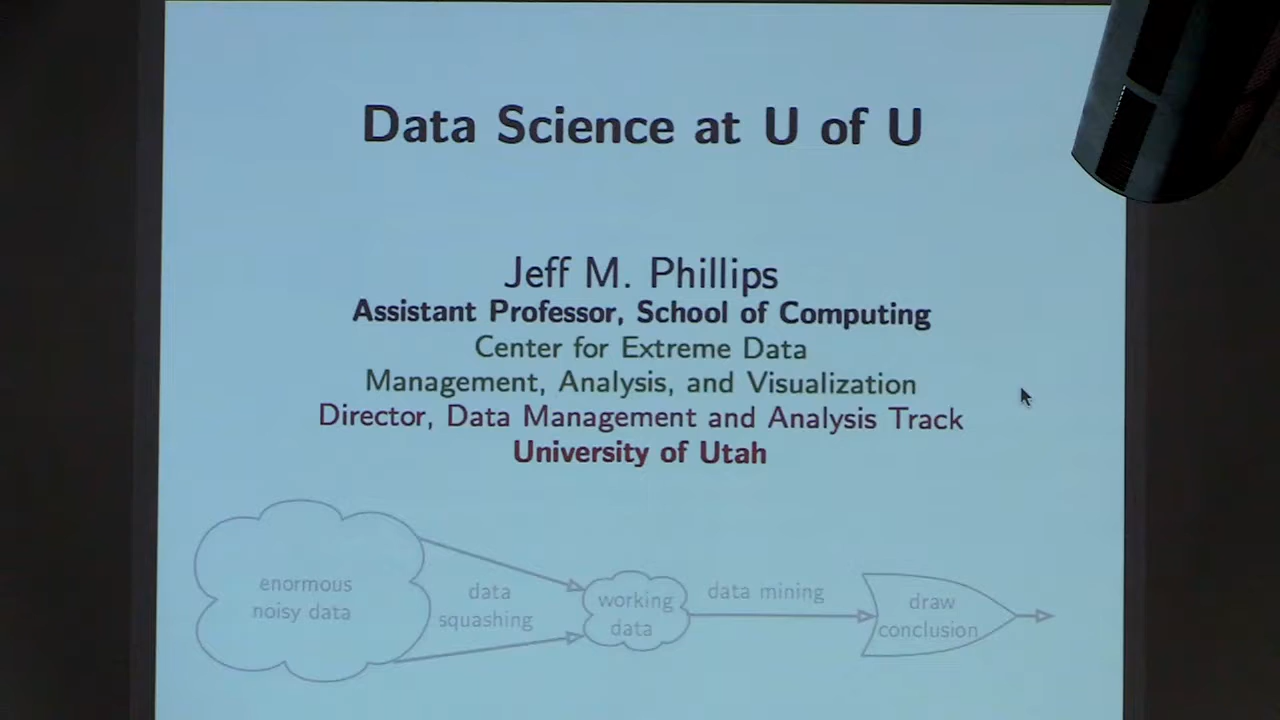 Data Science at U of U
Jeff M. Phillips
Assistant Professor, School of Computing
Center for Extreme Data
Management, Analysis, and Visualization
Director, Data Management and Analysis Track
University of Utah
enormous
noisy data
data
squashing
working
data
data mining
draw
conclusion